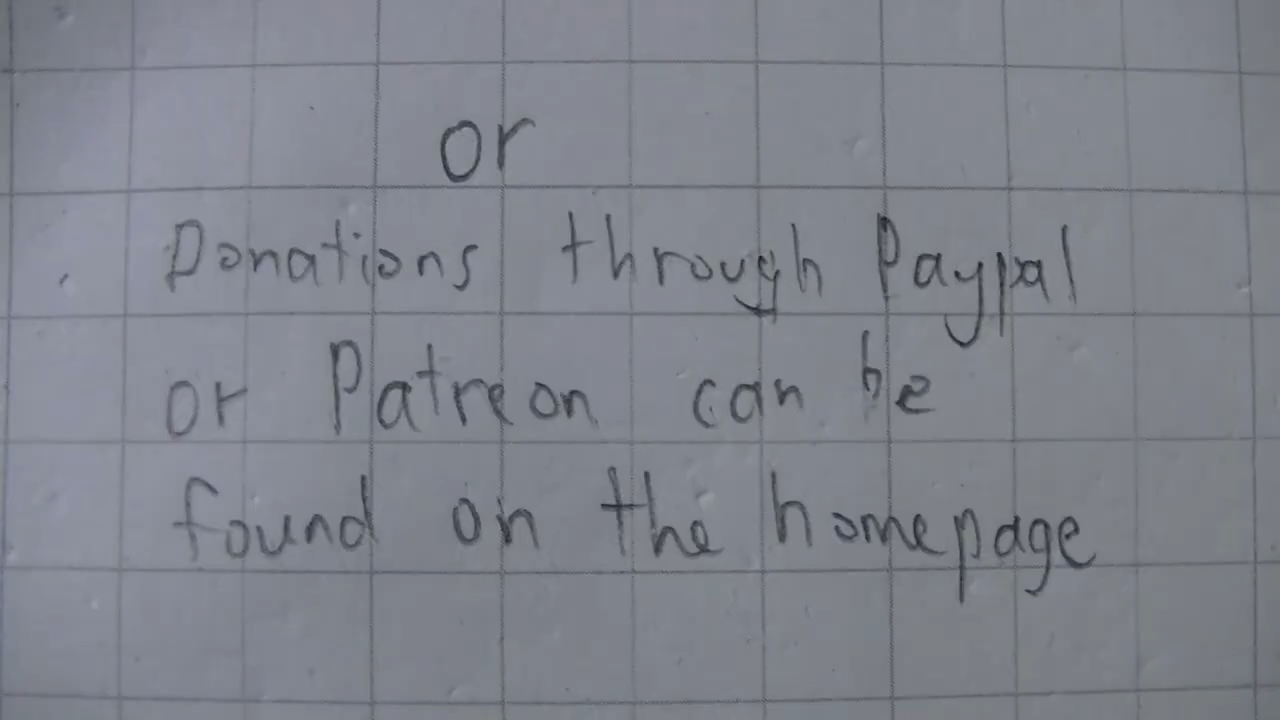 or
Donations through Paypal
or Patreon can be
found on the homepage